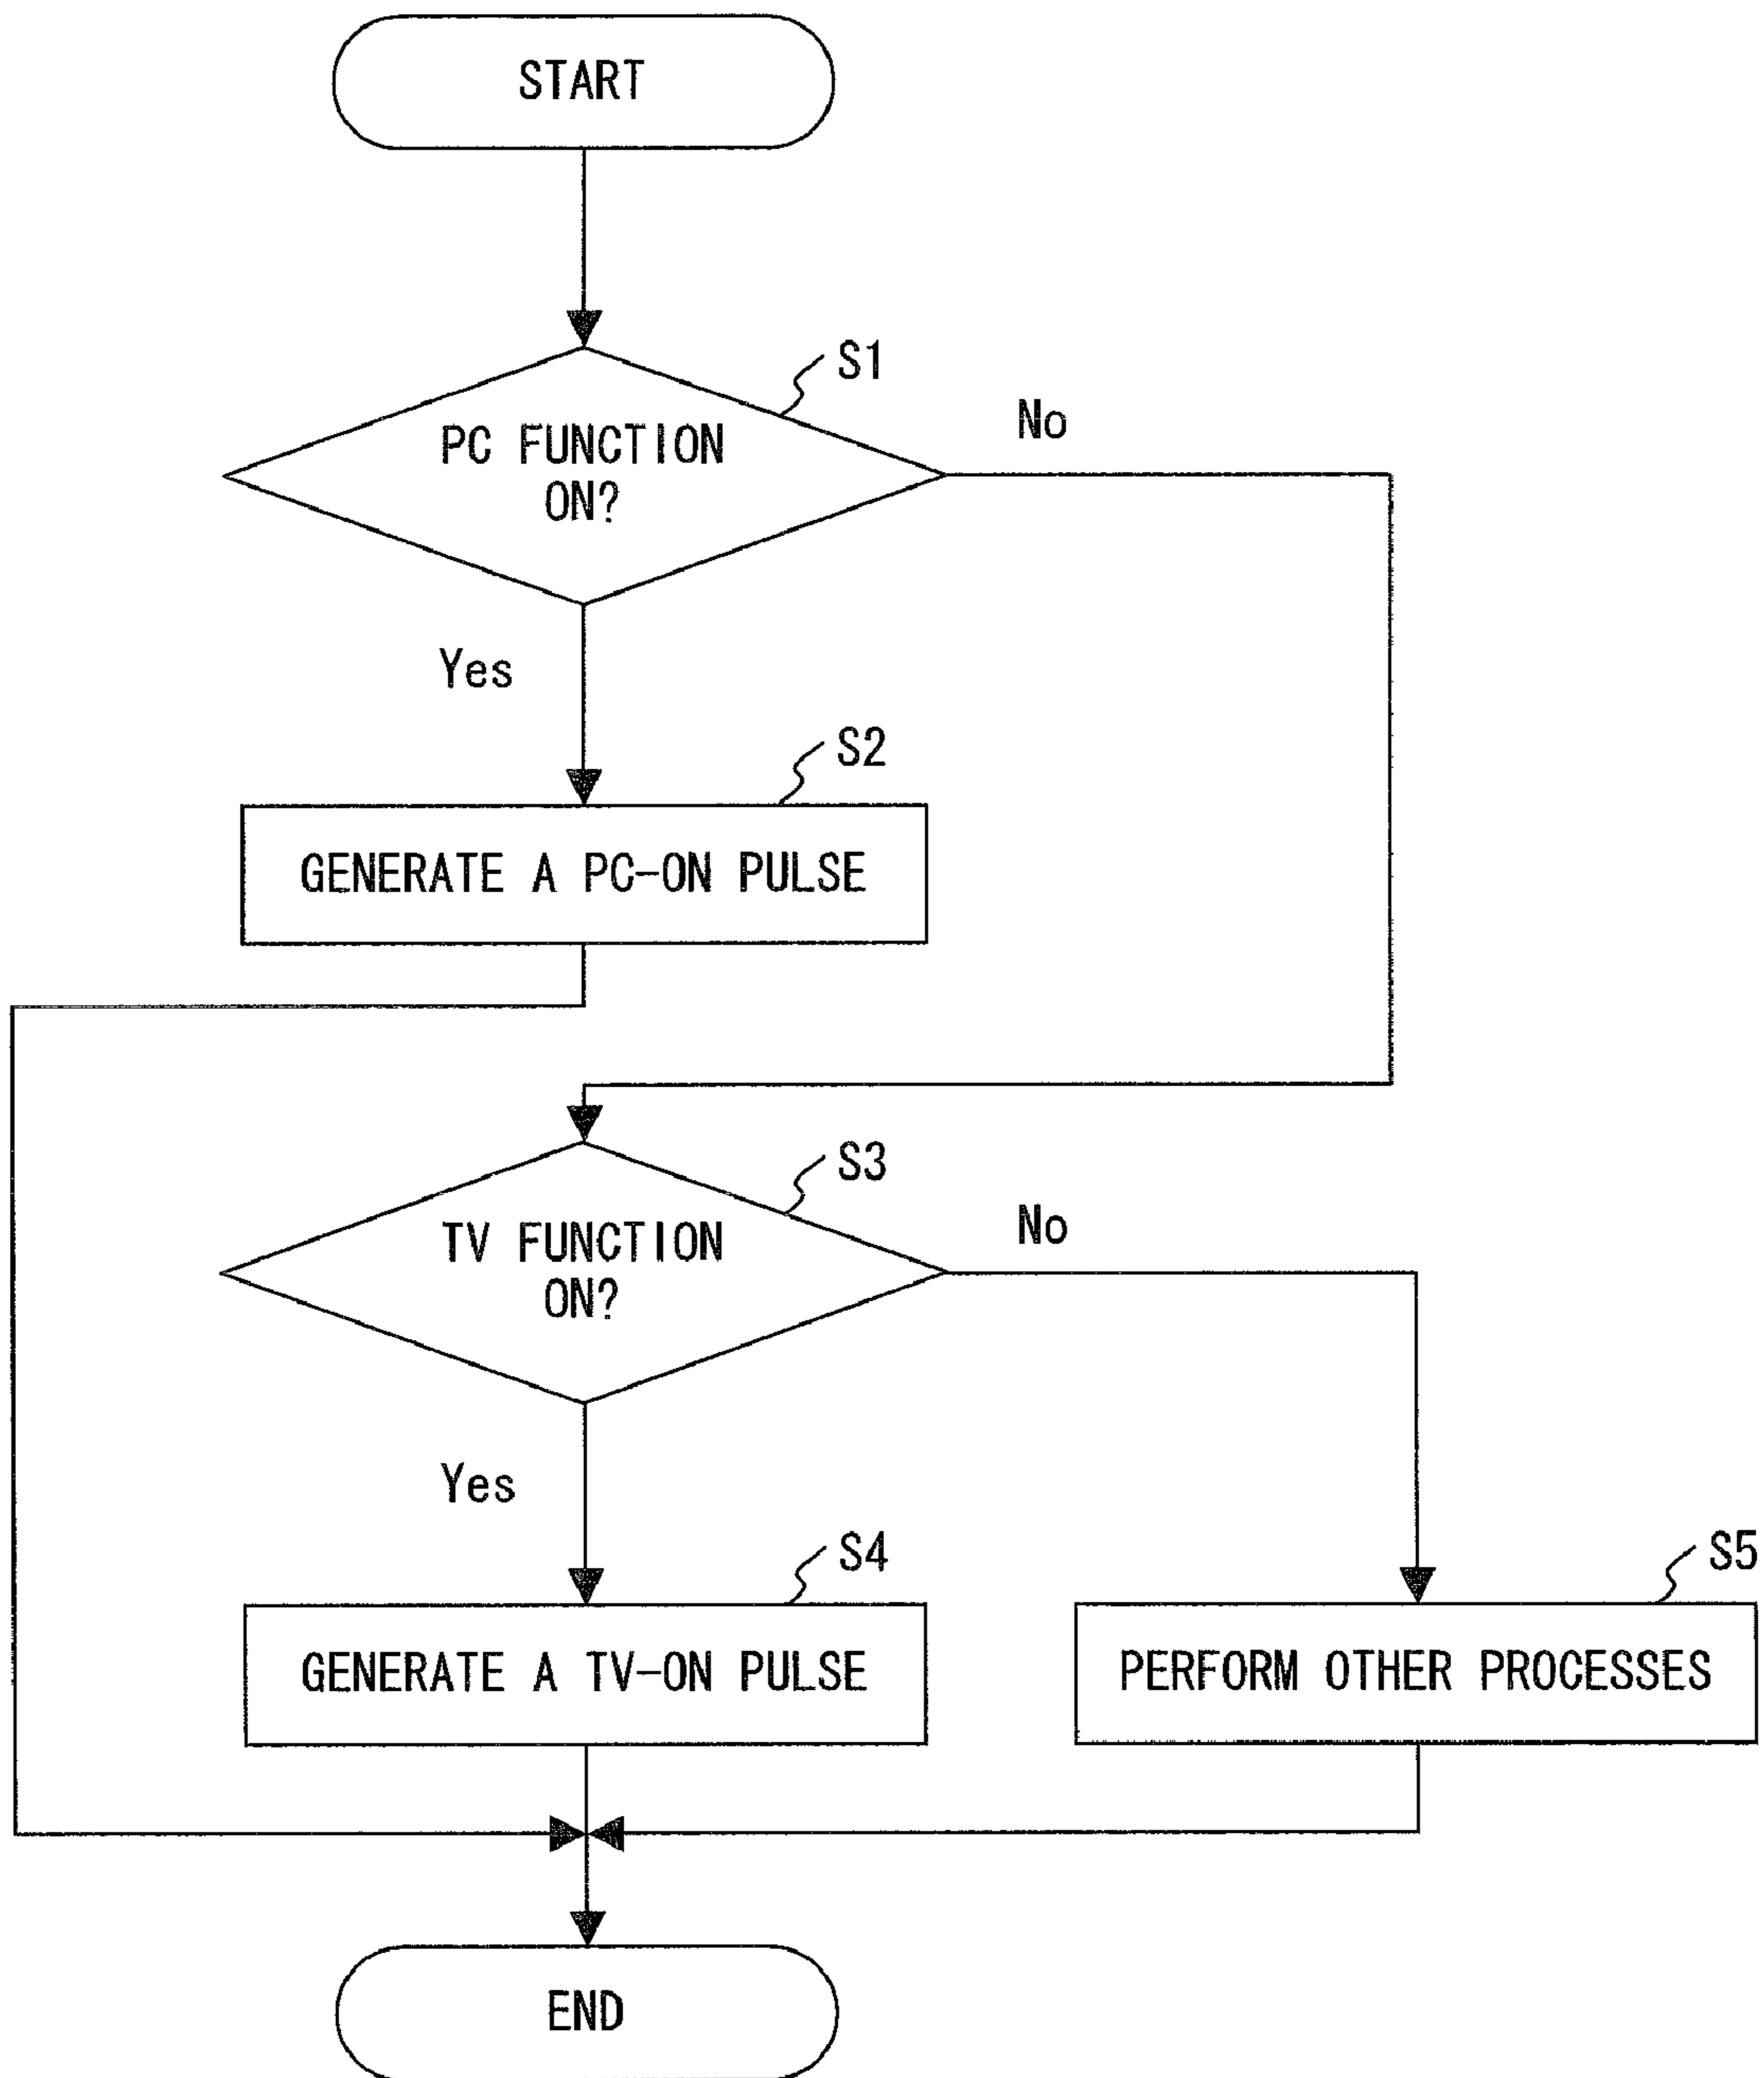 START
S1
No
PC FUNCTION
ON?
Yes
S2
GENERATE A PC-ON PULSE
S3
No
TV FUNCTION
ON?
Yes
S4
S5
GENERATE A TV-ON PULSE
PERFORM OTHER PROCESSES
END